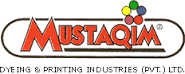 MUSTAQIM
DYEING & PRINTING INDUSTRIES (PVT.) LTD.